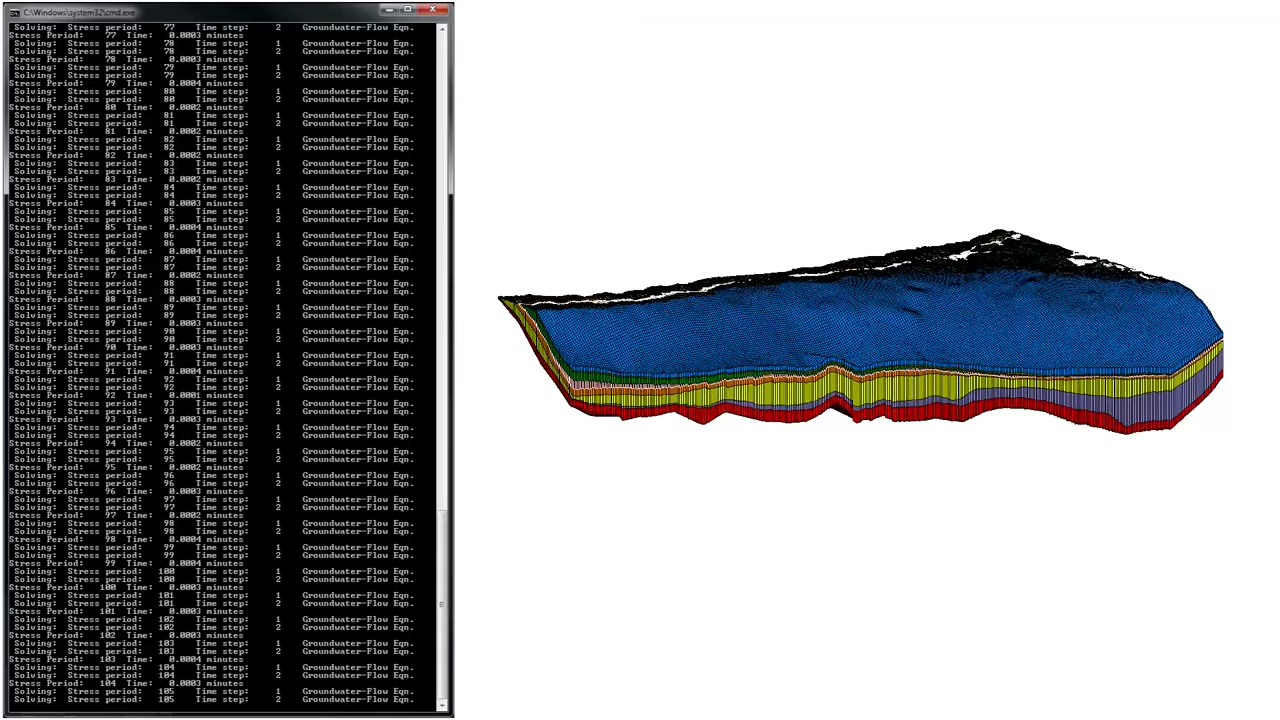 C:\Windows\system32\cmd.exe
Solving: Stress period: 77 Time step: 2 Groundwater-Flow Eqn.
Stress Period: 77 Time: 0.0003 minutes
Solving: Stress period: 78 Time step: 1 Groundwater-Flow Eqn.
Solving: Stress period: 78 Time step: 2 Groundwater-Flow Eqn.
Stress Period: 78 Time: 0.0003 minutes
Solving: Stress period: 79 Time step: 1 Groundwater-Flow Eqn.
Solving: Stress period: 79 Time step: 2 Groundwater-Flow Eqn.
Stress Period: 79 Time: 0.0004 minutes
Solving: Stress period: 80 Time step: 1 Groundwater-Flow Eqn.
Solving: Stress period: 80 Time step: 2 Groundwater-Flow Eqn.
Stress Period: 80 Time: 0.0002 minutes
Solving: Stress period: 81 Time step: 1 Groundwater-Flow Eqn.
Solving: Stress period: 81 Time step: 2 Groundwater-Flow Eqn.
Stress Period: 81 Time: 0.0002 minutes
Solving: Stress period: 82 Time step: 1 Groundwater-Flow Eqn.
Solving: Stress period: 82 Time step: 2 Groundwater-Flow Eqn.
Stress Period: 82 Time: 0.0002 minutes
Solving: Stress period: 83 Time step: 1 Groundwater-Flow Eqn.
Solving: Stress period: 83 Time step: 2 Groundwater-Flow Eqn.
Stress Period: 83 Time: 0.0002 minutes
Solving: Stress period: 84 Time step: 1 Groundwater-Flow Eqn.
Solving: Stress period: 84 Time step: 2 Groundwater-Flow Eqn.
Stress Period: 84 Time: 0.0003 minutes
Solving: Stress period: 85 Time step: 1 Groundwater-Flow Eqn.
Solving: Stress period: 85 Time step: 2 Groundwater-Flow Eqn.
Stress Period: 85 Time: 0.0004 minutes
Solving: Stress period: 86 Time step: 1 Groundwater-Flow Eqn.
Solving: Stress period: 86 Time step: 2 Groundwater-Flow Eqn.
Stress Period: 86 Time: 0.0004 minutes
Solving: Stress period: 87 Time step: 1 Groundwater-Flow Eqn.
Solving: Stress period: 87 Time step: 2 Groundwater-Flow Eqn.
Stress Period: 87 Time: 0.0002 minutes
Solving: Stress period: 88 Time step: 1 Groundwater-Flow Eqn.
Solving: Stress period: 88 Time step: 2 Groundwater-Flow Eqn.
Stress Period: 88 Time: 0.0003 minutes
Solving: Stress period: 89 Time step: 1 Groundwater-Flow Eqn.
Solving: Stress period: 89 Time step: 2 Groundwater-Flow Eqn.
Stress Period: 89 Time: 0.0003 minutes
Solving: Stress period: 90 Time step: 1 Groundwater-Flow Eqn.
Solving: Stress period: 90 Time step: 2 Groundwater-Flow Eqn.
Stress Period: 90 Time: 0.0003 minutes
Solving: Stress period: 91 Time step: 1 Groundwater-Flow Eqn.
Solving: Stress period: 91 Time step: 2 Groundwater-Flow Eqn.
Stress Period: 91 Time: 0.0004 minutes
Solving: Stress period: 92 Time step: 1 Groundwater-Flow Eqn.
Solving: Stress period: 92 Time step: 2 Groundwater-Flow Eqn.
Stress Period: 92 Time: 0.0001 minutes
Solving: Stress period: 93 Time step: 1 Groundwater-Flow Eqn.
Solving: Stress period: 93 Time step: 2 Groundwater-Flow Eqn.
Stress Period: 93 Time: 0.0003 minutes
Solving: Stress period: 94 Time step: 1 Groundwater-Flow Eqn.
Solving: Stress period: 94 Time step: 2 Groundwater-Flow Eqn.
Stress Period: 94 Time: 0.0002 minutes
Solving: Stress period: 95 Time step: 1 Groundwater-Flow Eqn.
Solving: Stress period: 95 Time step: 2 Groundwater-Flow Eqn.
Stress Period: 95 Time: 0.0002 minutes
Solving: Stress period: 96 Time step: 1 Groundwater-Flow Eqn.
Solving: Stress period: 96 Time step: 2 Groundwater-Flow Eqn.
Stress Period: 96 Time: 0.0003 minutes
Solving: Stress period: 97 Time step: 1 Groundwater-Flow Eqn.
Solving: Stress period: 97 Time step: 2 Groundwater-Flow Eqn.
Stress Period: 97 Time: 0.0002 minutes
Solving: Stress period: 98 Time step: 1 Groundwater-Flow Eqn.
Solving: Stress period: 98 Time step: 2 Groundwater-Flow Eqn.
Stress Period: 98 Time: 0.0003 minutes
Solving: Stress period: 99 Time step: 1 Groundwater-Flow Eqn.
Solving: Stress period: 99 Time step: 2 Groundwater-Flow Eqn.
Stress Period: 99 Time: 0.0004 minutes
Solving: Stress period: 100 Time step: 1 Groundwater-Flow Eqn.
Solving: Stress period: 100 Time step: 2 Groundwater-Flow Eqn.
Stress Period: 100 Time: 0.0003 minutes
Solving: Stress period: 101 Time step: 1 Groundwater-Flow Eqn.
Solving: Stress period: 101 Time step: 2 Groundwater-Flow Eqn.
Stress Period: 101 Time: 0.0003 minutes
Solving: Stress period: 102 Time step: 1 Groundwater-Flow Eqn.
Solving: Stress period: 102 Time step: 2 Groundwater-Flow Eqn.
Stress Period: 102 Time: 0.0003 minutes
Solving: Stress period: 103 Time step: 1 Groundwater-Flow Eqn.
Solving: Stress period: 103 Time step: 2 Groundwater-Flow Eqn.
Stress Period: 103 Time: 0.0004 minutes
Solving: Stress period: 104 Time step: 1 Groundwater-Flow Eqn.
Solving: Stress period: 104 Time step: 2 Groundwater-Flow Eqn.
Stress Period: 104 Time: 0.0003 minutes
Solving: Stress period: 105 Time step: 1 Groundwater-Flow Eqn.
Solving: Stress period: 105 Time step: 2 Groundwater-Flow Eqn.